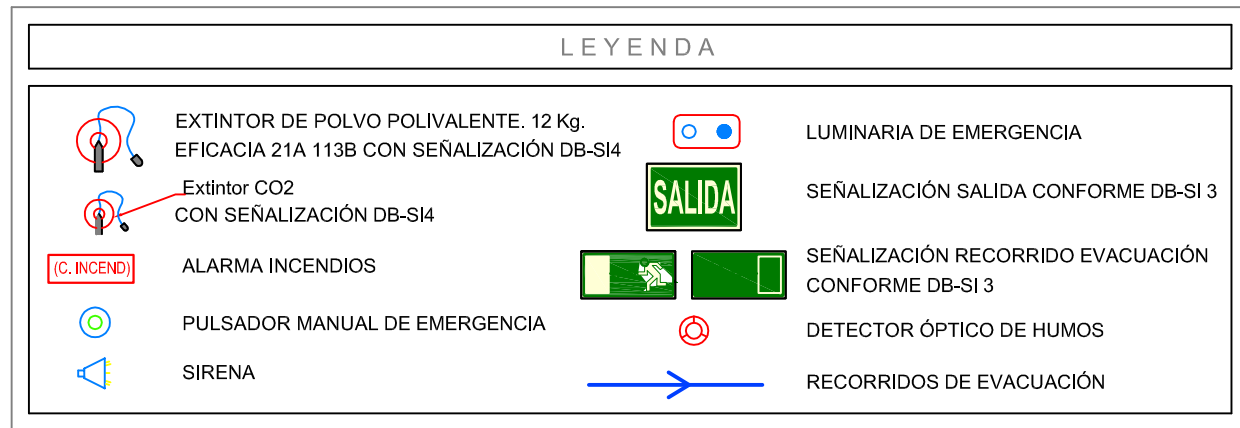 LEYENDA
EXTINTOR DE POLVO POLIVALENTE. 12 Kg.
EFICACIA 21A 113B CON SEÑALIZACIÓN DB-SI4
Extintor CO2
CON SEÑALIZACIÓN DB-SI4
(C. INCEND)
ALARMA INCENDIOS
PULSADOR MANUAL DE EMERGENCIA
SIRENA
LUMINARIA DE EMERGENCIA
SALIDA
SEÑALIZACIÓN SALIDA CONFORME DB-SI 3
SEÑALIZACIÓN RECORRIDO EVACUACIÓN
CONFORME DB-SI 3
DETECTOR ÓPTICO DE HUMOS
RECORRIDOS DE EVACUACIÓN